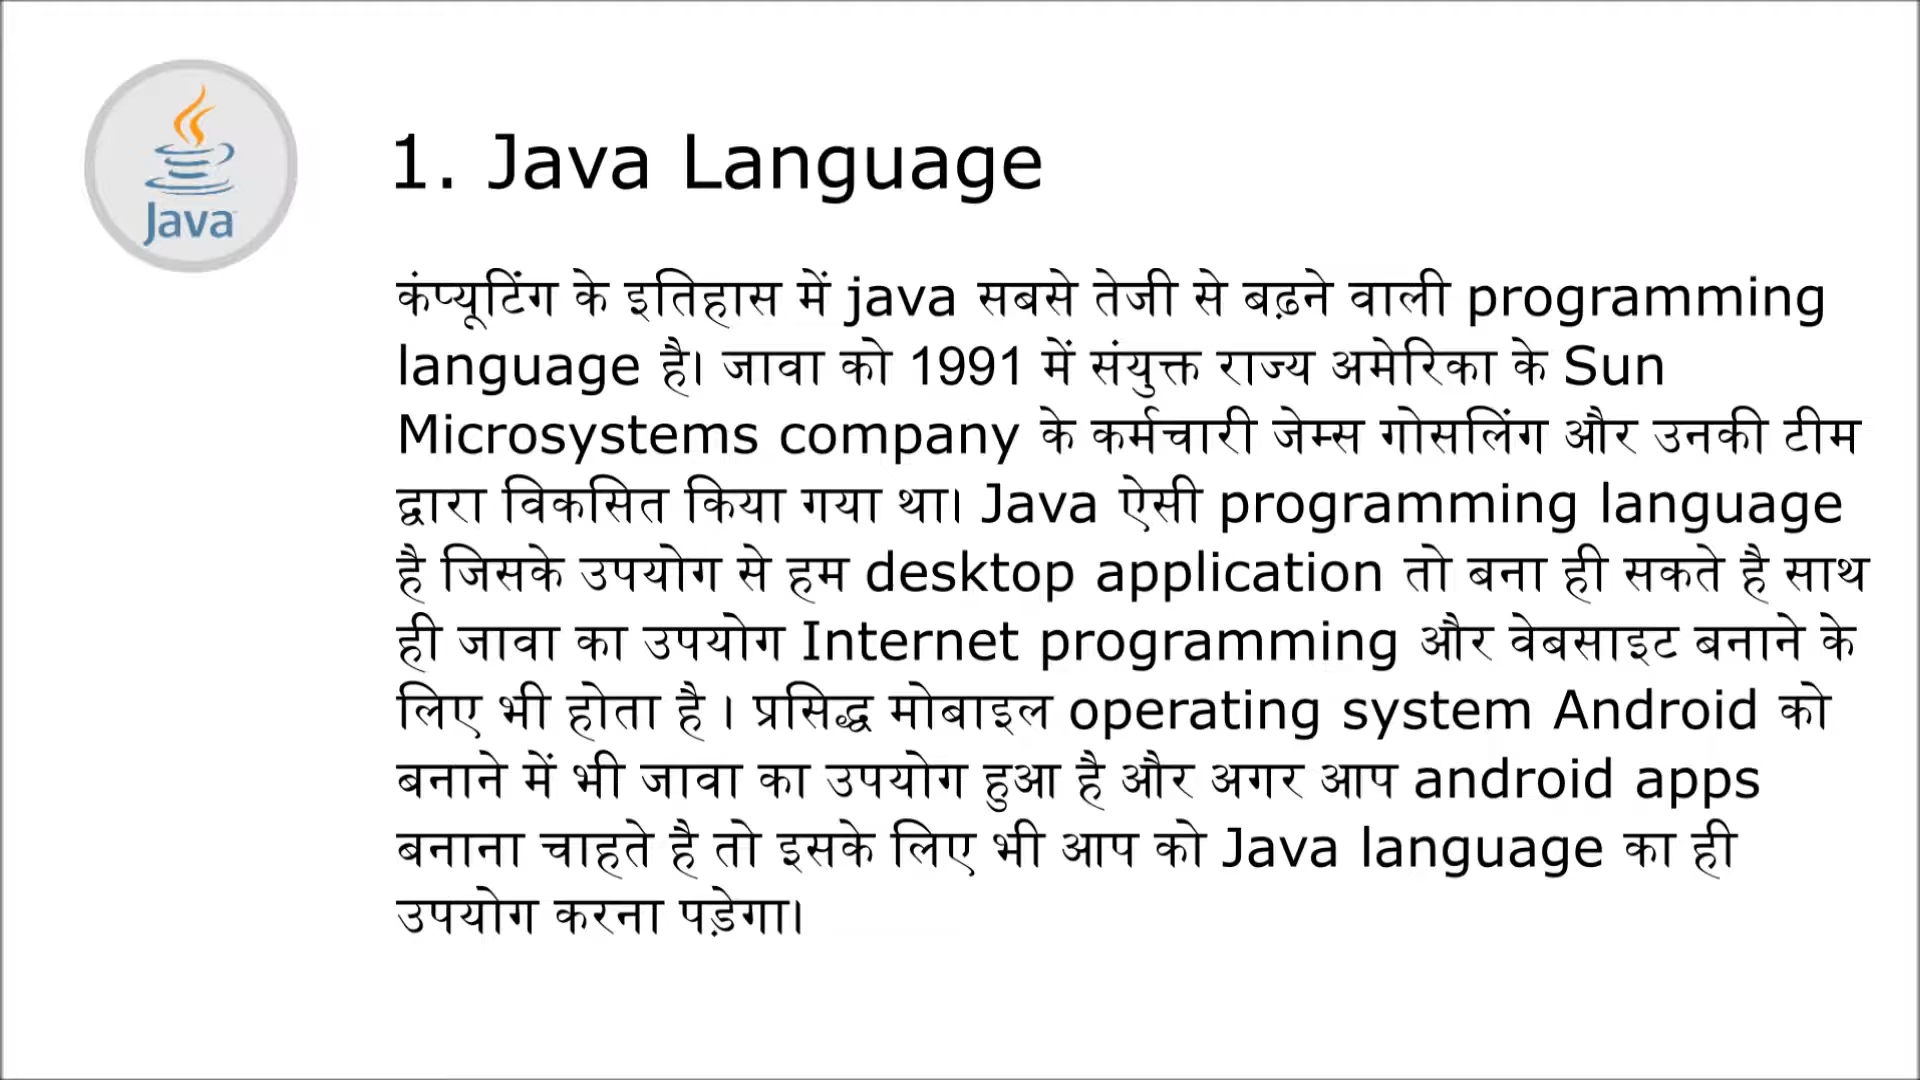 Java
1. Java Language
कंप्यूटिंग के इतिहास में java सबसे तेजी से बढ़ने वाली programming
language है। जावा को 1991 में संयुक्त राज्य अमेरिका के Sun
Microsystems company के कर्मचारी जेम्स गोसलिंग और उनकी टीम
द्वारा विकसित किया गया था। Java ऐसी programming language
है जिसके उपयोग से हम desktop application तो बना ही सकते है साथ
ही जावा का उपयोग Internet programming और वेबसाइट बनाने के
लिए भी होता है । प्रसिद्ध मोबाइल operating system Android को
बनाने में भी जावा का उपयोग हुआ है और अगर आप android apps
बनाना चाहते है तो इसके लिए भी आप को Java language का ही
उपयोग करना पड़ेगा।